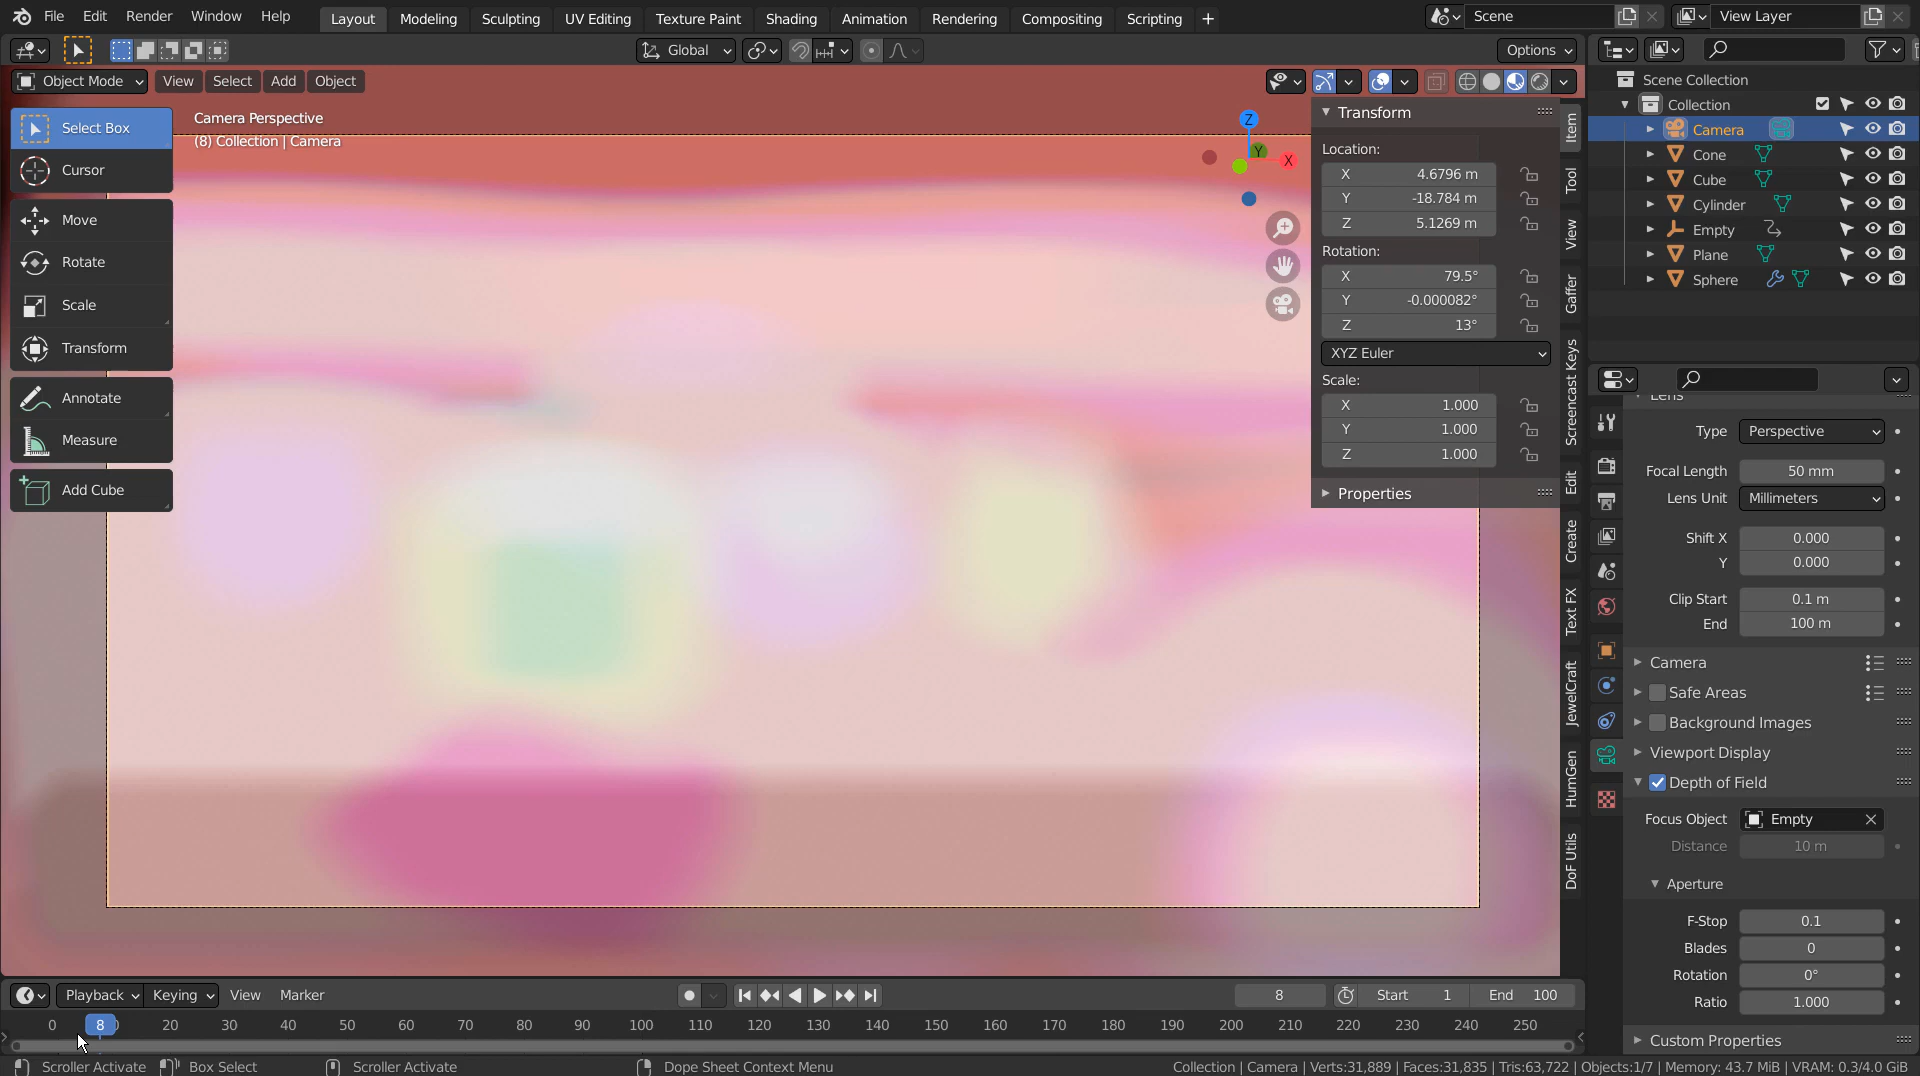 File Edit Render Window Help Layout Modeling Sculpting UV Editing Texture Paint Shading Animation Rendering Compositing Scripting + Scene View Layer
Global Options
Object Mode View Select Add Object
Select Box
Cursor
Move
Rotate
Scale
Transform
Annotate
Measure
Add Cube
Camera Perspective
(8) Collection | Camera
Z
Y
X
Transform
Location:
X 4.6796 m
Y -18.784 m
Z 5.1269 m
Rotation:
X 79.5°
Y -0.000082°
Z 13°
XYZ Euler
Scale:
X 1.000
Y 1.000
Z 1.000
Properties
Item
Tool
View
Gaffer
Screencast Keys
Edit
Create
Text FX
JewelCraft
HumGen
DoF Utils
Scene Collection
Collection
Camera
Cone
Cube
Cylinder
Empty
Plane
Sphere
Lens
Type Perspective
Focal Length 50 mm
Lens Unit Millimeters
Shift X 0.000
Y 0.000
Clip Start 0.1 m
End 100 m
Camera
Safe Areas
Background Images
Viewport Display
Depth of Field
Focus Object Empty
Distance 10 m
Aperture
F-Stop 0.1
Blades 0
Rotation 0°
Ratio 1.000
Custom Properties
Playback Keying View Marker 8 Start 1 End 100
0 8 20 30 40 50 60 70 80 90 100 110 120 130 140 150 160 170 180 190 200 210 220 230 240 250
Scroller Activate Box Select Scroller Activate Dope Sheet Context Menu Collection | Camera | Verts:31,889 | Faces:31,835 | Tris:63,722 | Objects:1/7 | Memory: 43.7 MiB | VRAM: 0.3/4.0 GiB